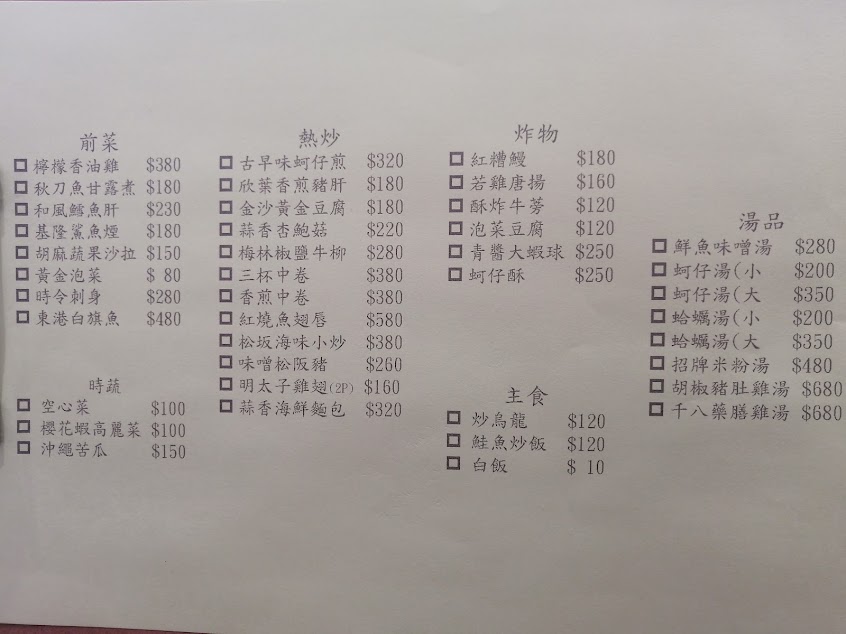 前菜
檸檬香油雞 $380
秋刀魚甘露煮 $180
和風鱈魚肝 $230
基隆鯊魚煙 $180
胡麻蔬果沙拉 $150
黃金泡菜 $ 80
時令刺身 $280
東港白旗魚 $480
時蔬
空心菜 $100
櫻花蝦高麗菜 $100
沖繩苦瓜 $150
熱炒
古早味蚵仔煎 $320
欣葉香煎豬肝 $180
金沙黃金豆腐 $180
蒜香杏鮑菇 $220
梅林椒鹽牛柳 $280
三杯中卷 $380
香煎中卷 $380
紅燒魚翅唇 $580
松坂海味小炒 $380
味噌松阪豬 $260
明太子雞翅(2P) $160
蒜香海鮮麵包 $320
炸物
紅糟鰻 $180
若雞唐揚 $160
酥炸牛蒡 $120
泡菜豆腐 $120
青醬大蝦球 $250
蚵仔酥 $250
主食
炒烏龍 $120
鮭魚炒飯 $120
白飯 $ 10
湯品
鮮魚味噌湯 $280
蚵仔湯(小 $200
蚵仔湯(大 $350
蛤蠣湯(小 $200
蛤蠣湯(大 $350
招牌米粉湯 $480
胡椒豬肚雞湯 $680
十八藥膳雞湯 $680